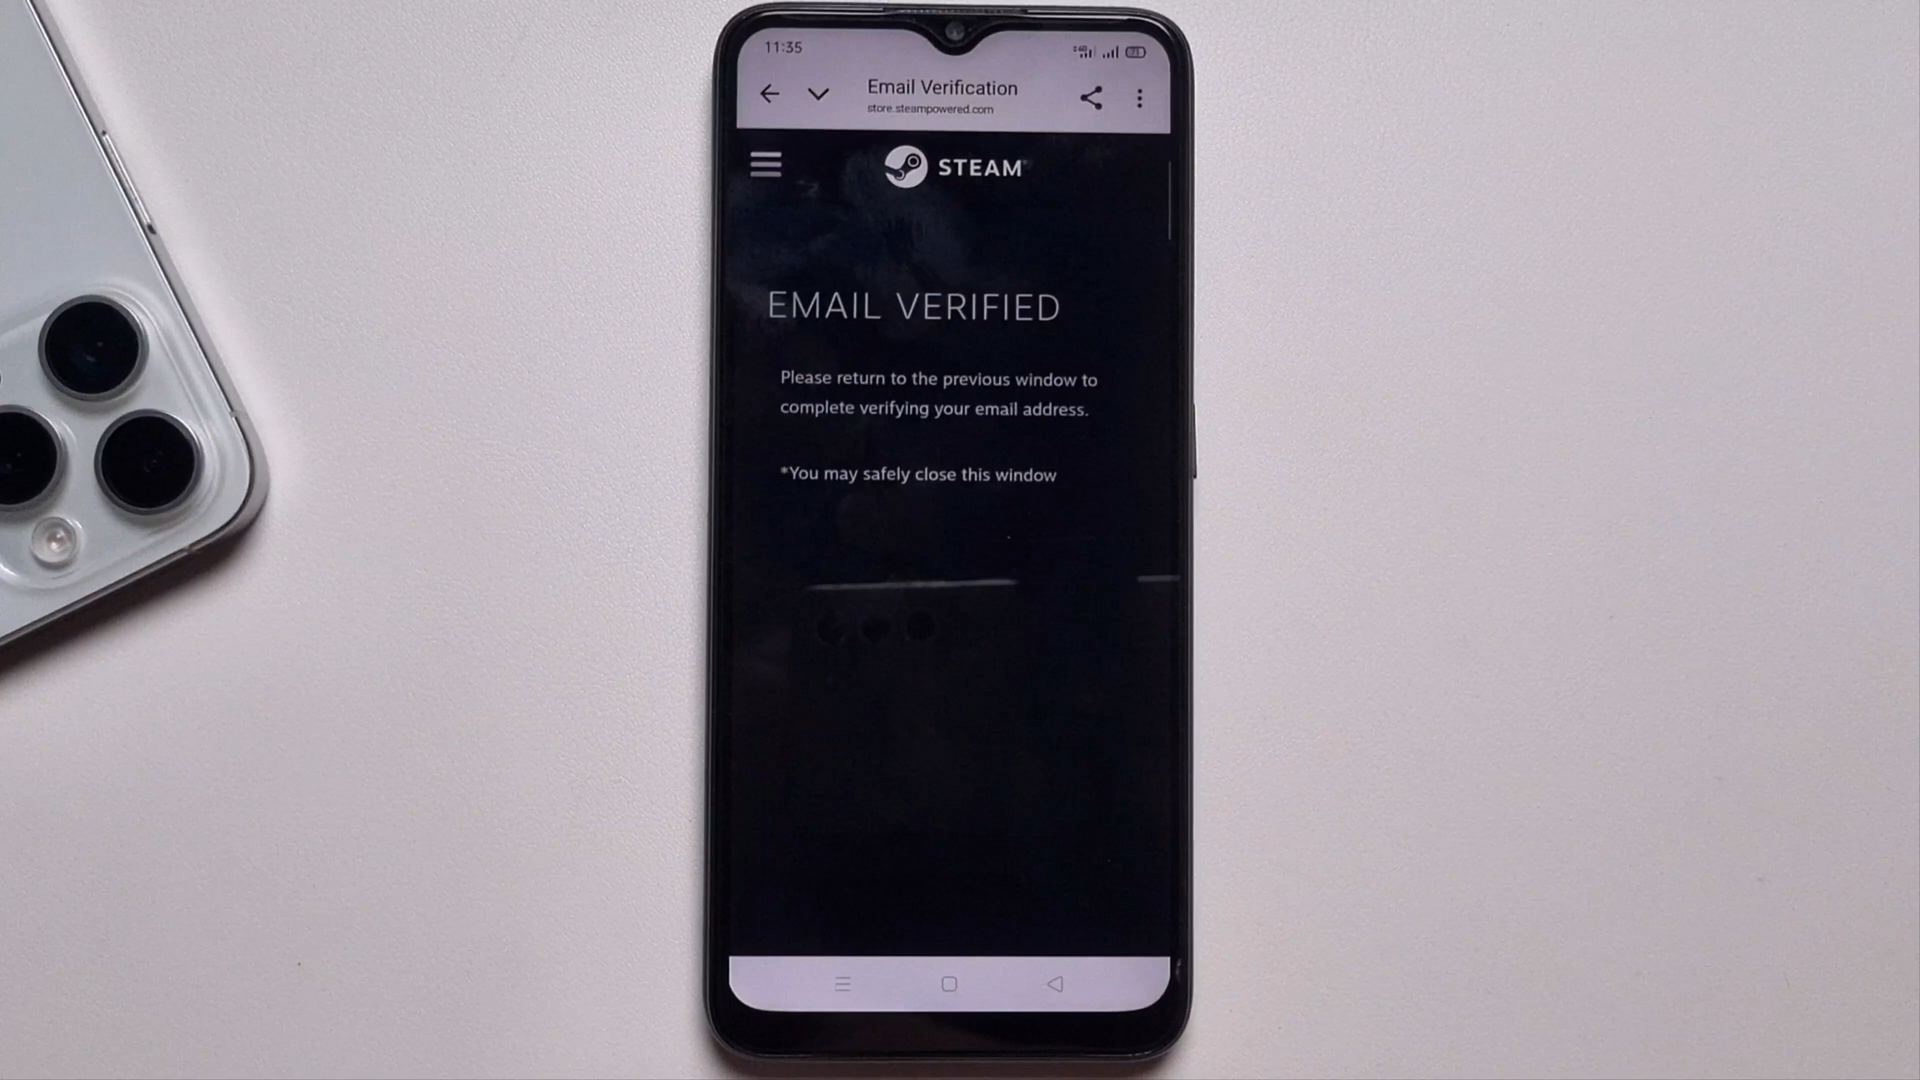 11:35
Email Verification
store.steampowered.com
STEAM
EMAIL VERIFIED
Please return to the previous window to
complete verifying your email address.
*You may safely close this window